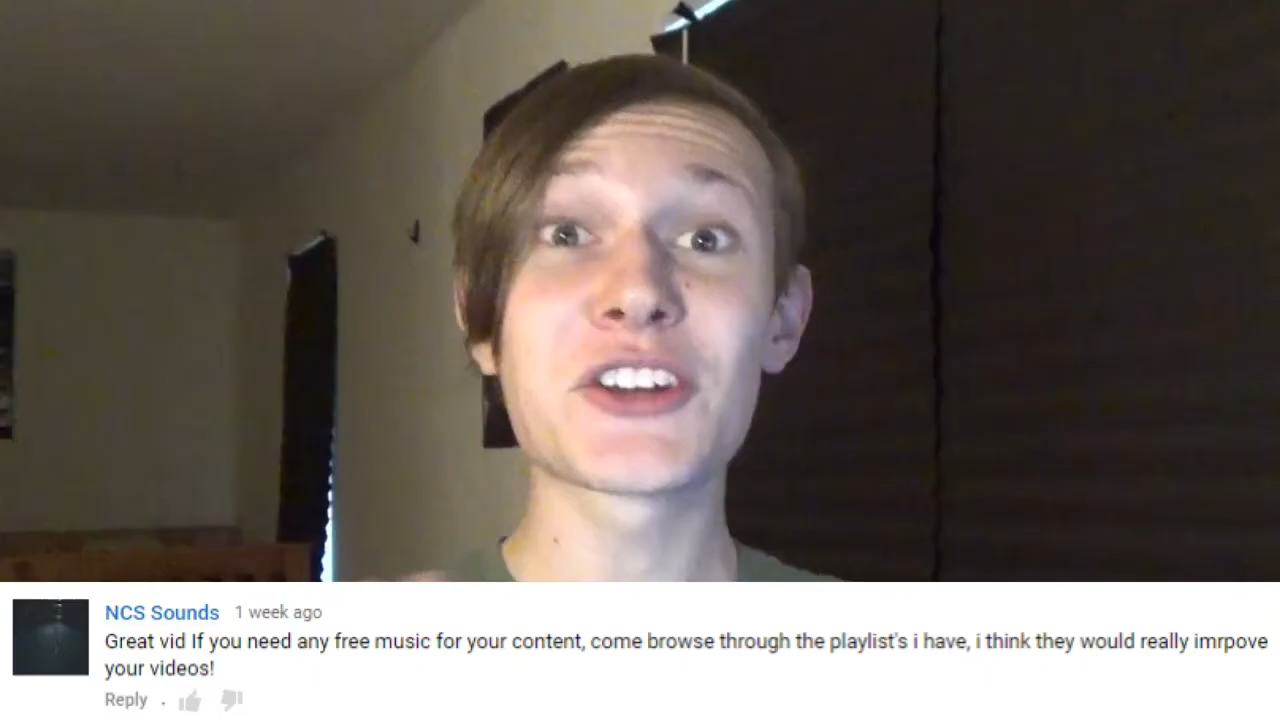 NCS Sounds 1 week ago
Great vid If you need any free music for your content, come browse through the playlist's i have, i think they would really imrpove
your videos!
Reply .